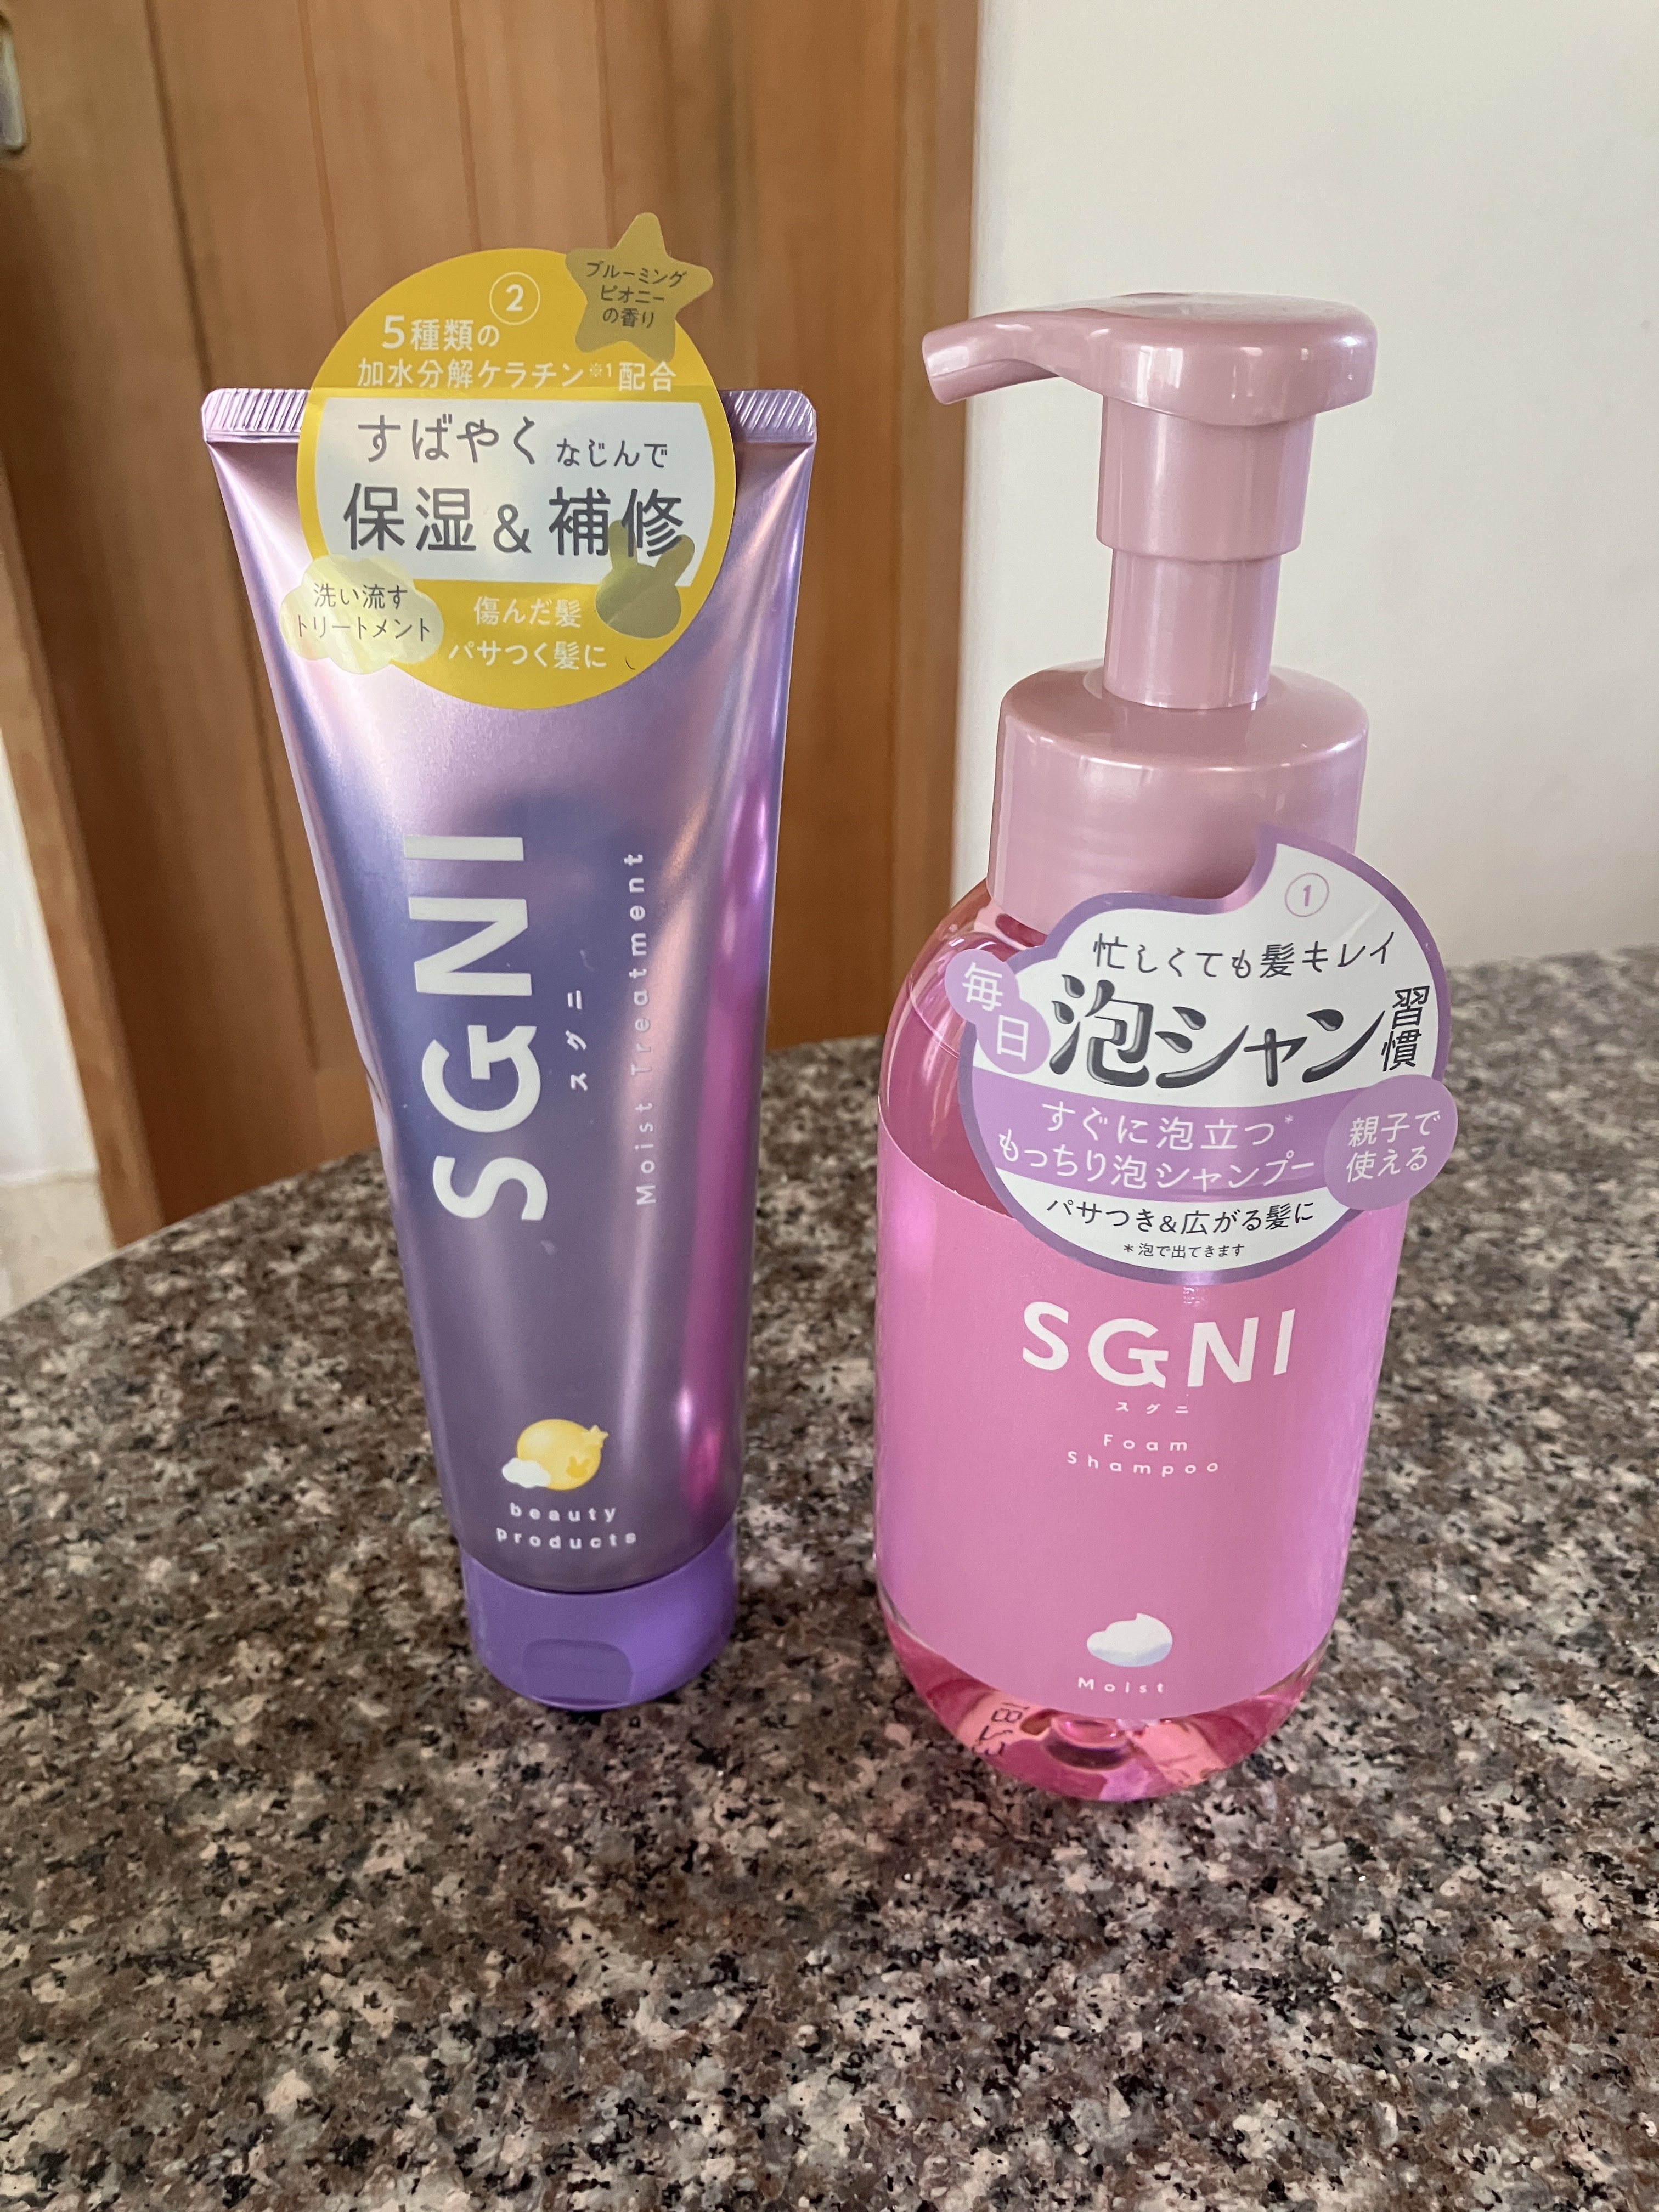 ②
ブルーミング
ピオニー
の香り
5種類の
加水分解ケラチン※1配合
すばやくなじんで
保湿&補修
洗い流す
トリートメント
傷んだ髪
パサつく髪に
SGNI
スグニ
Moist Treatment
beauty
products
①
忙しくても髪キレイ
毎日
泡シャン習慣
すぐに泡立つ*
もっちり泡シャンプー
親子で
使える
パサつき&広がる髪に
*泡で出てきます
SGNI
スグニ
Foam
Shampoo
Moist